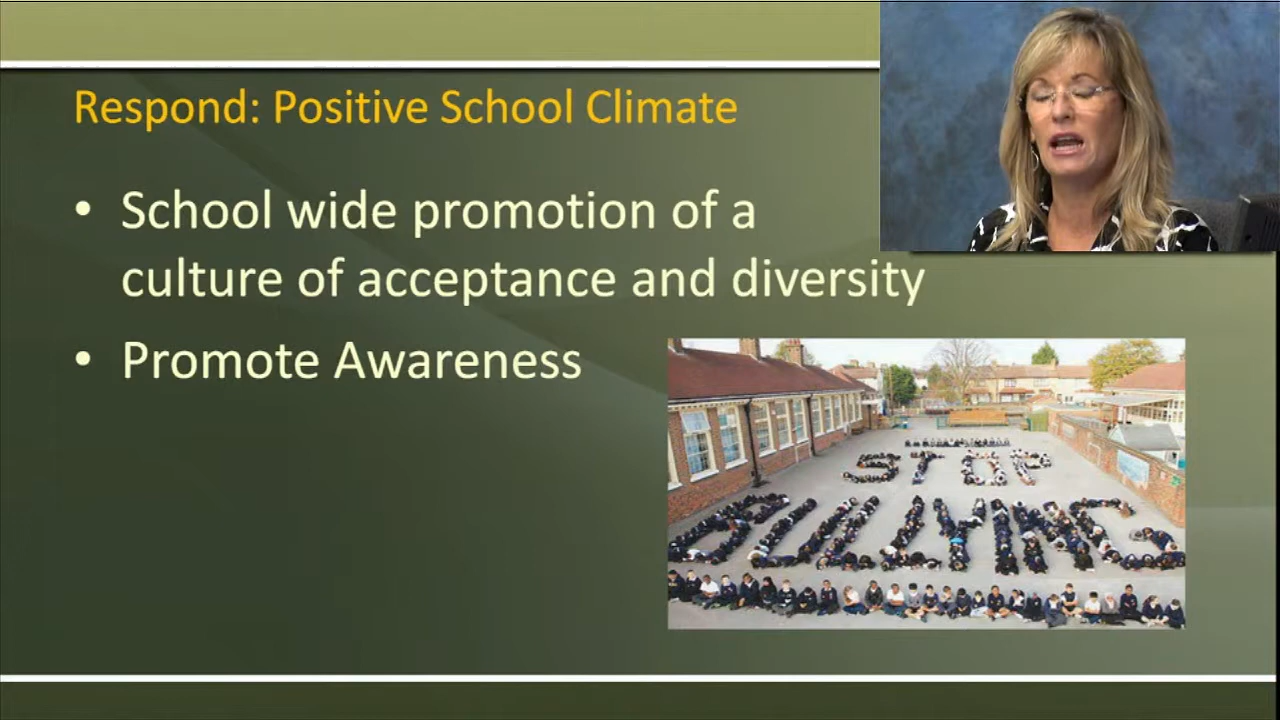 Respond: Positive School Climate
• School wide promotion of a
culture of acceptance and diversity
• Promote Awareness
STOP
BULLYING